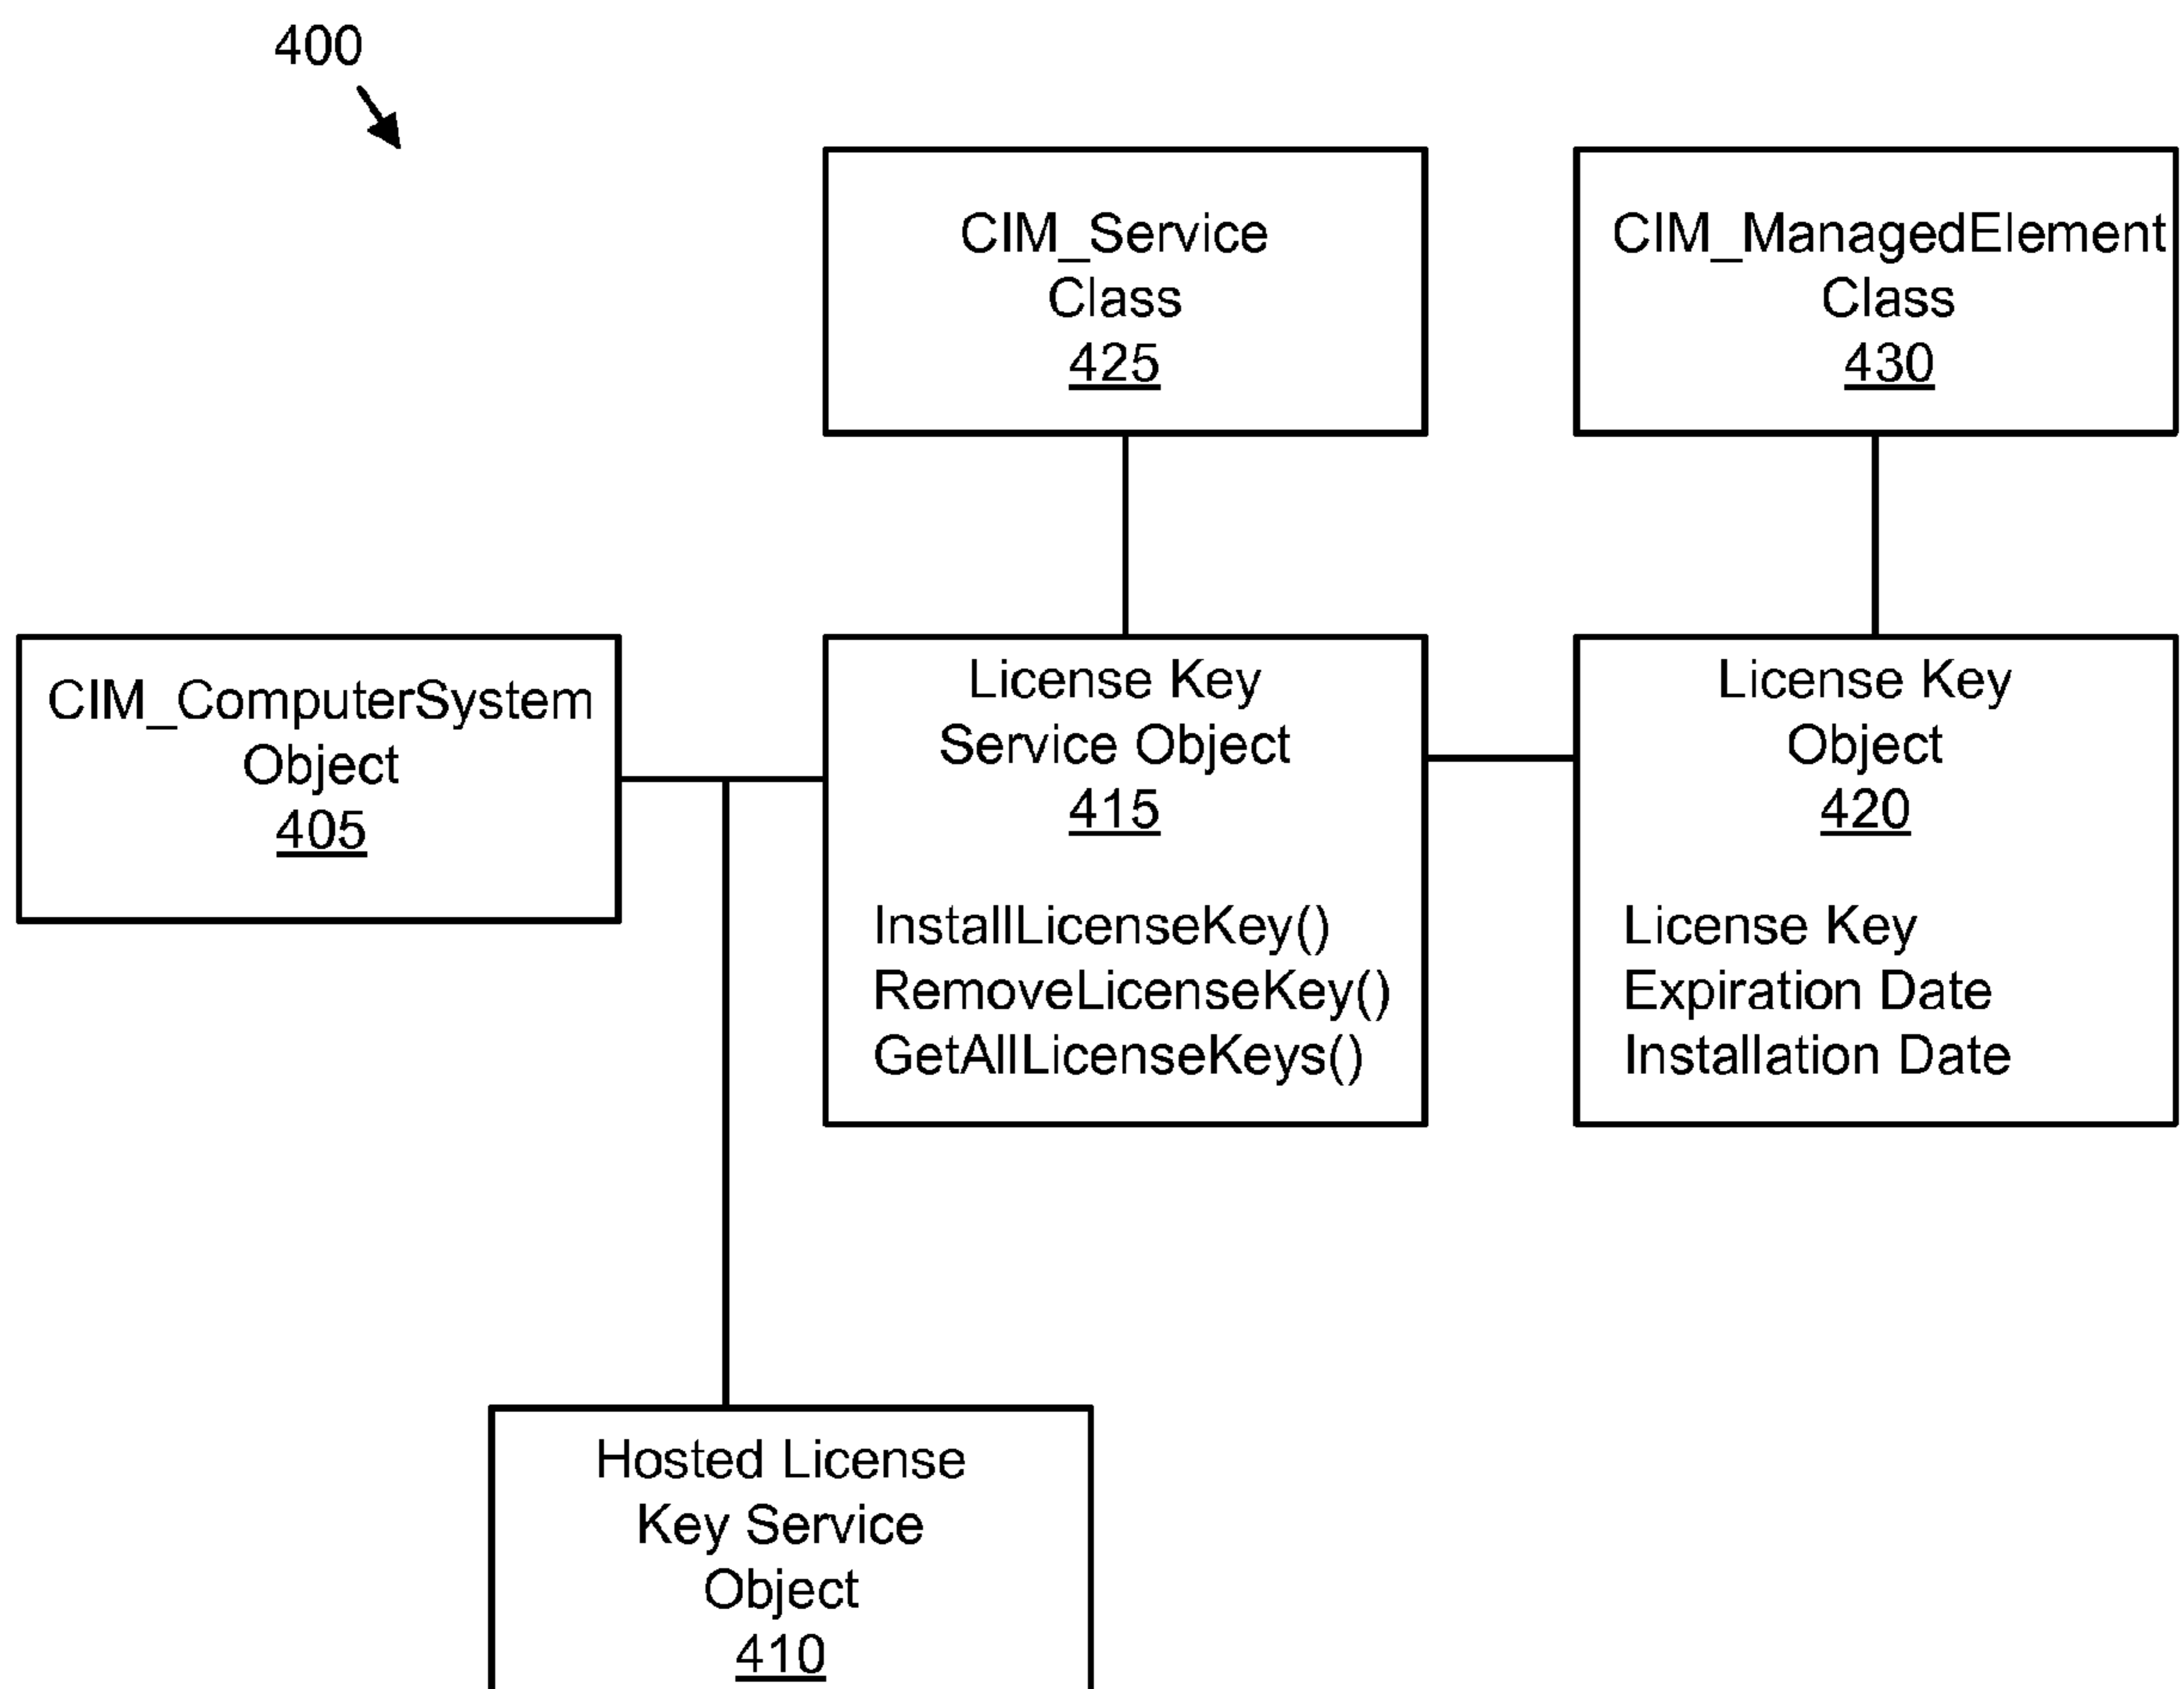 400
CIM_Service
Class
425
CIM_ManagedElement
Class
430
CIM_ComputerSystem
Object
405
License Key
Service Object
415
InstallLicenseKey()
RemoveLicenseKey()
GetAllLicenseKeys()
License Key
Object
420
License Key
Expiration Date
Installation Date
Hosted License
Key Service
Object
410